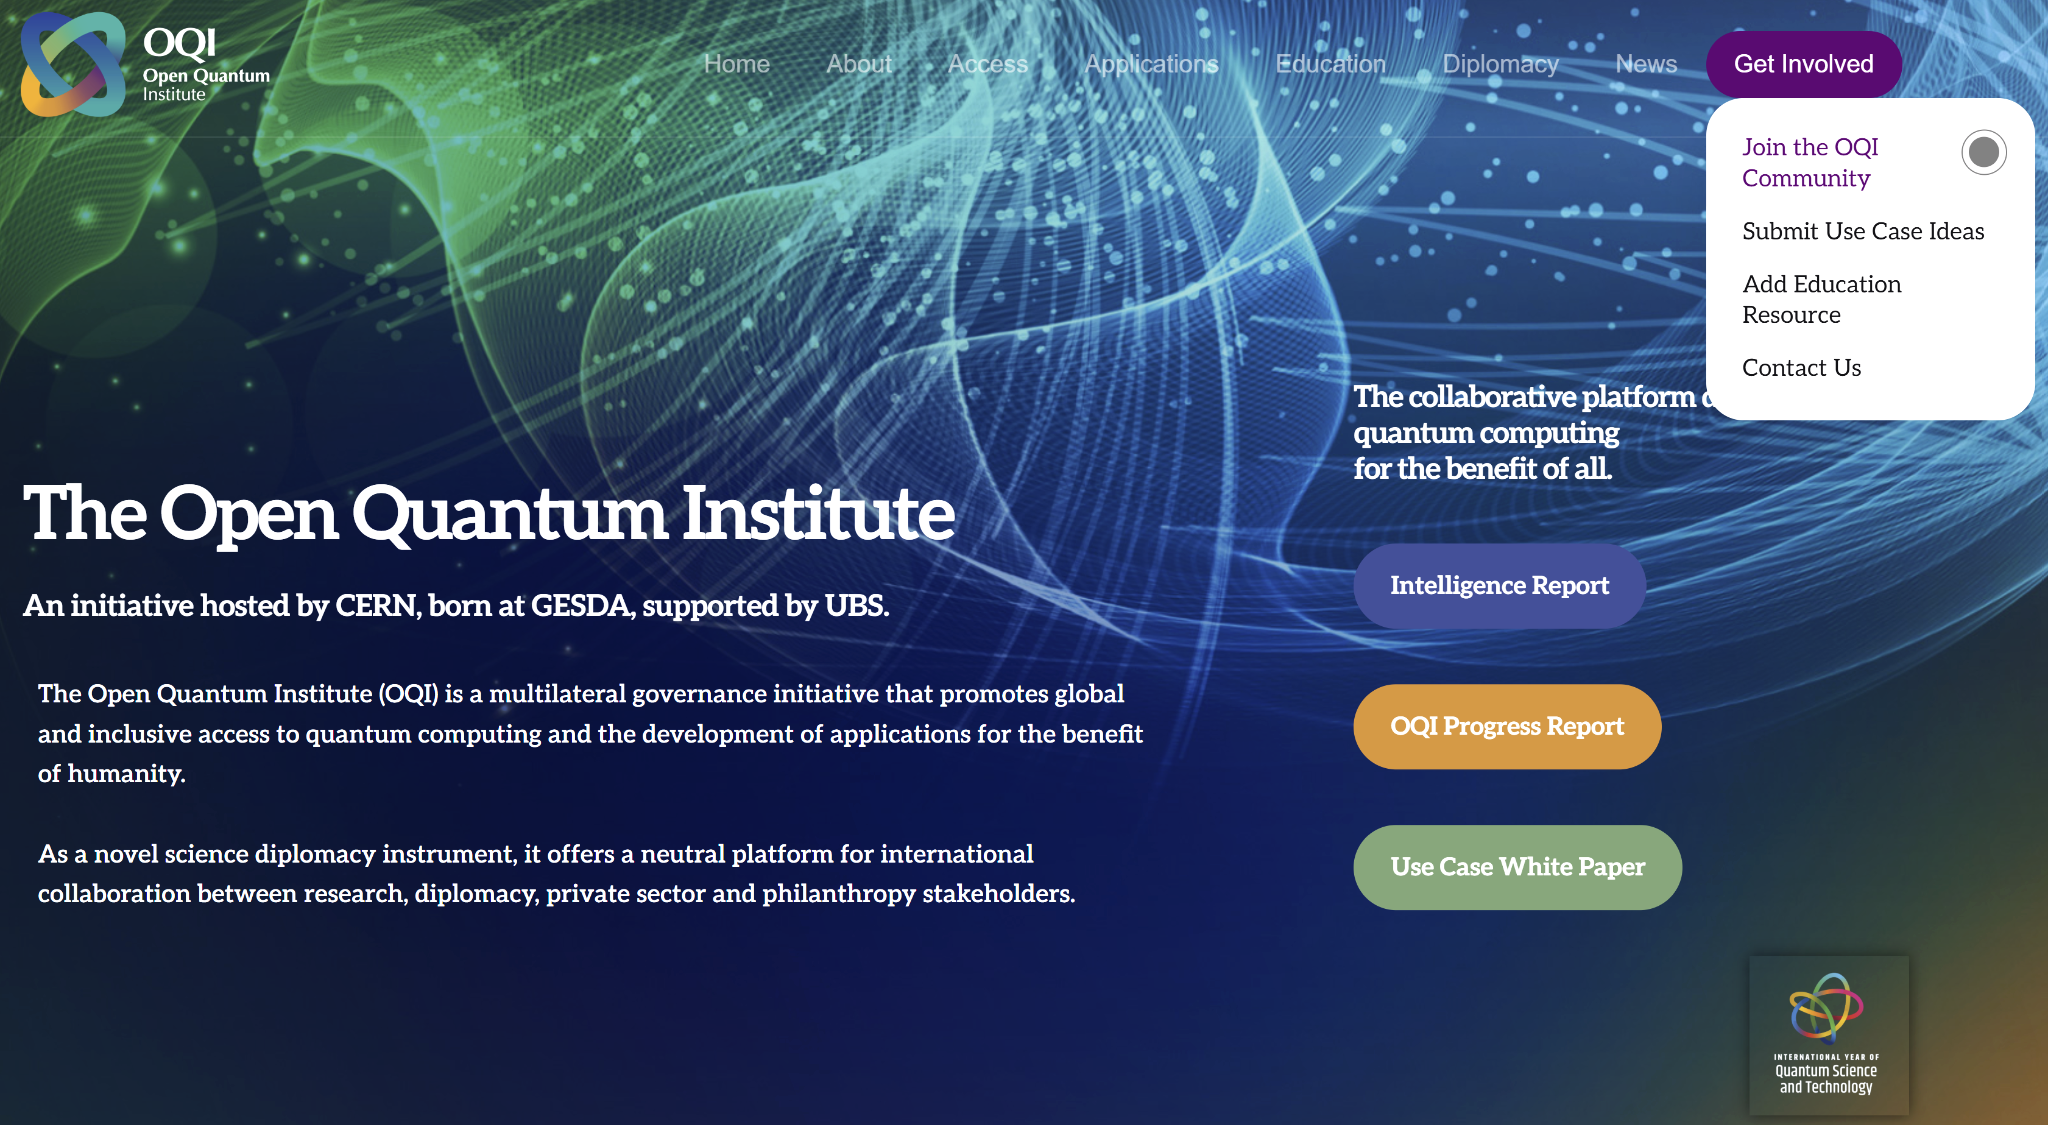 OQI
Open Quantum
Institute
Home About Access Applications Education Diplomacy News Get Involved
Join the OQI
Community
Submit Use Case Ideas
Add Education
Resource
Contact Us
The collaborative platform
quantum computing
for the benefit of all.
The Open Quantum Institute
An initiative hosted by CERN, born at GESDA, supported by UBS.
The Open Quantum Institute (OQI) is a multilateral governance initiative that promotes global
and inclusive access to quantum computing and the development of applications for the benefit
of humanity.
As a novel science diplomacy instrument, it offers a neutral platform for international
collaboration between research, diplomacy, private sector and philanthropy stakeholders.
Intelligence Report
OQI Progress Report
Use Case White Paper
INTERNATIONAL YEAR OF
Quantum Science
and Technology